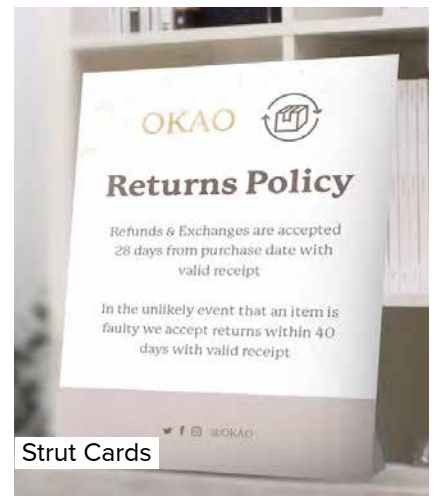 OKAO
Returns Policy
Refunds & Exchanges are accepted
28 days from purchase date with
valid receipt
In the unlikely event that an item is
faulty we accept returns within 40
days with valid receipt
@OKAO
Strut Cards